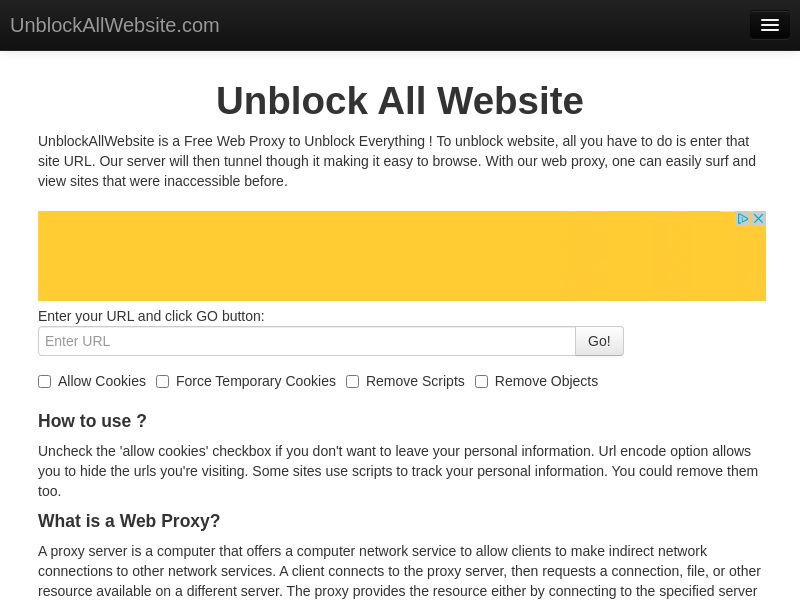 UnblockAllWebsite.com
Unblock All Website
UnblockAllWebsite is a Free Web Proxy to Unblock Everything ! To unblock website, all you have to do is enter that
site URL. Our server will then tunnel though it making it easy to browse. With our web proxy, one can easily surf and
view sites that were inaccessible before.
Enter your URL and click GO button:
Enter URL
Go!
Allow Cookies Force Temporary Cookies Remove Scripts Remove Objects
How to use ?
Uncheck the 'allow cookies' checkbox if you don't want to leave your personal information. Url encode option allows
you to hide the urls you're visiting. Some sites use scripts to track your personal information. You could remove them
too.
What is a Web Proxy?
A proxy server is a computer that offers a computer network service to allow clients to make indirect network
connections to other network services. A client connects to the proxy server, then requests a connection, file, or other
resource available on a different server. The proxy provides the resource either by connecting to the specified server